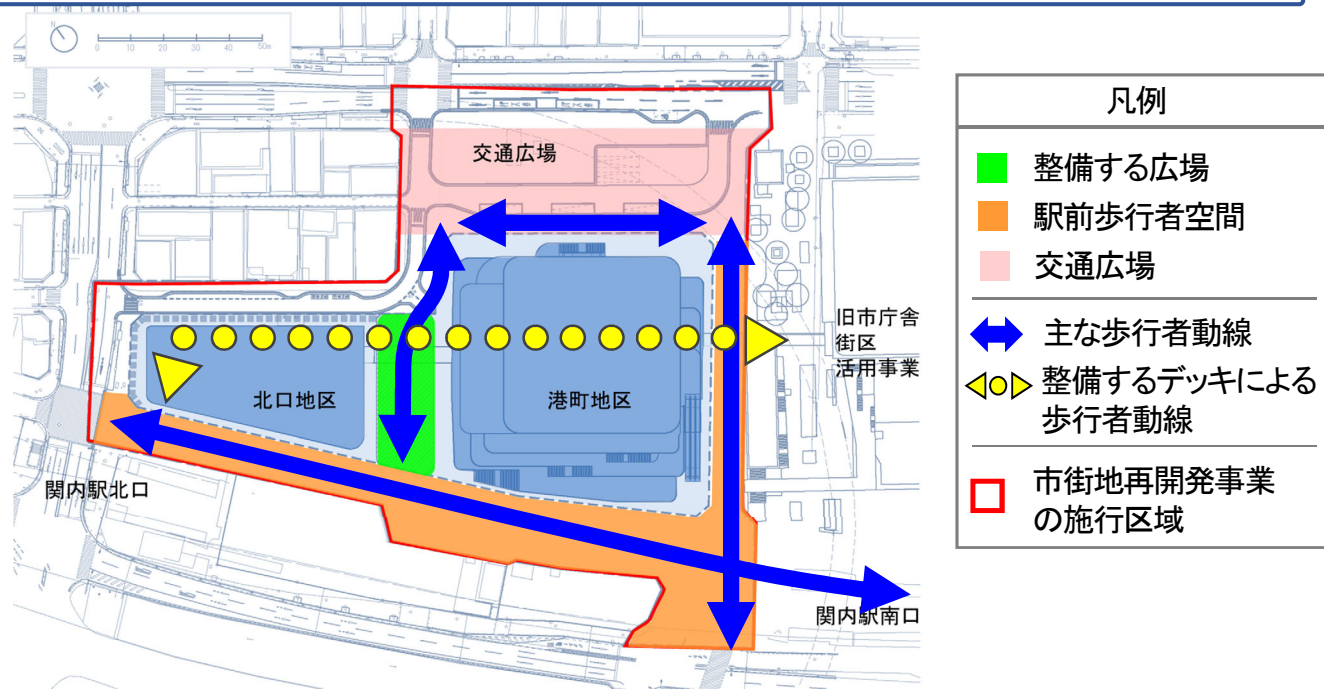 N
0 10 20 30 40 50m
交通広場
旧市庁舎
街区
活用事業
北口地区
港町地区
関内駅北口
関内駅南口
凡例
整備する広場
駅前歩行者空間
交通広場
主な歩行者動線
整備するデッキによる
歩行者動線
市街地再開発事業
の施行区域